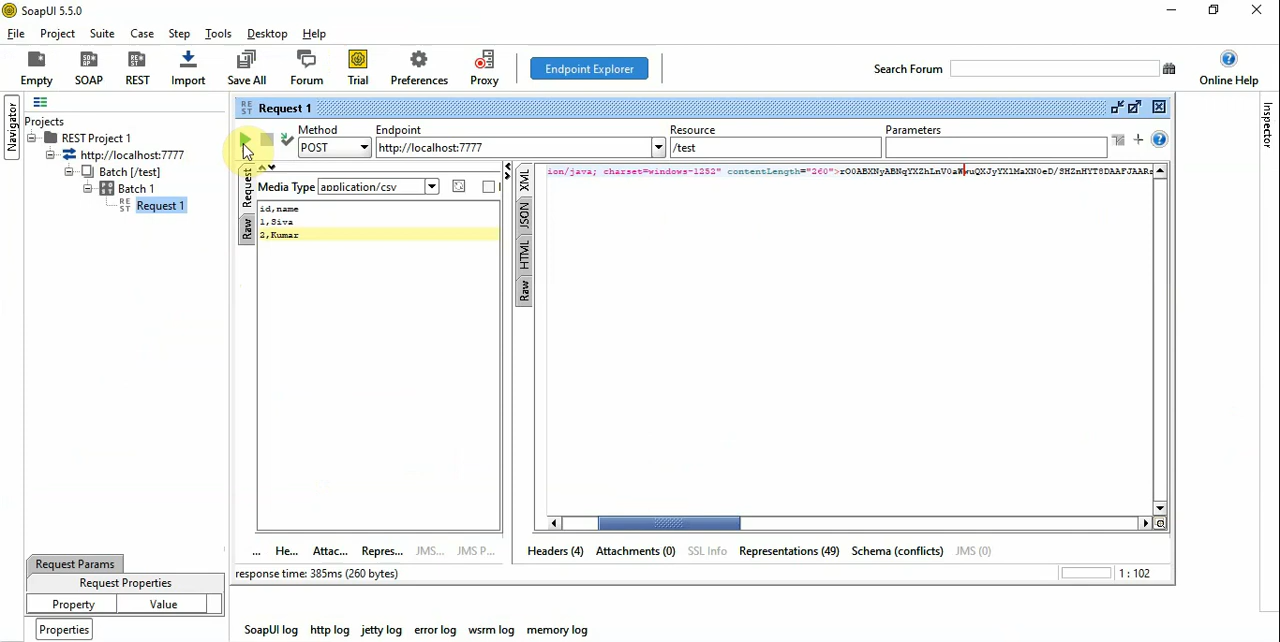 SoapUI 5.5.0
File Project Suite Case Step Tools Desktop Help
Empty SOAP REST Import Save All Forum Trial Preferences Proxy Endpoint Explorer Search Forum Online Help
Navigator
Projects
REST Project 1
http://localhost:7777
Batch [/test]
Batch 1
REST Request 1
REST Request 1
Method Endpoint Resource Parameters
POST http://localhost:7777 /test
Request
Raw
Media Type application/csv
id,name
1,Siva
2,Kumar
XML
JSON
HTML
Raw
ion/java; charset=windows-1252" contentLength="260">
... He... Attac... Repres... JMS... JMS P...
Headers (4) Attachments (0) SSL Info Representations (49) Schema (conflicts) JMS (0)
response time: 385ms (260 bytes) 1 : 102
Inspector
Request Params
Request Properties
Property Value
Properties
SoapUI log http log jetty log error log wsrm log memory log